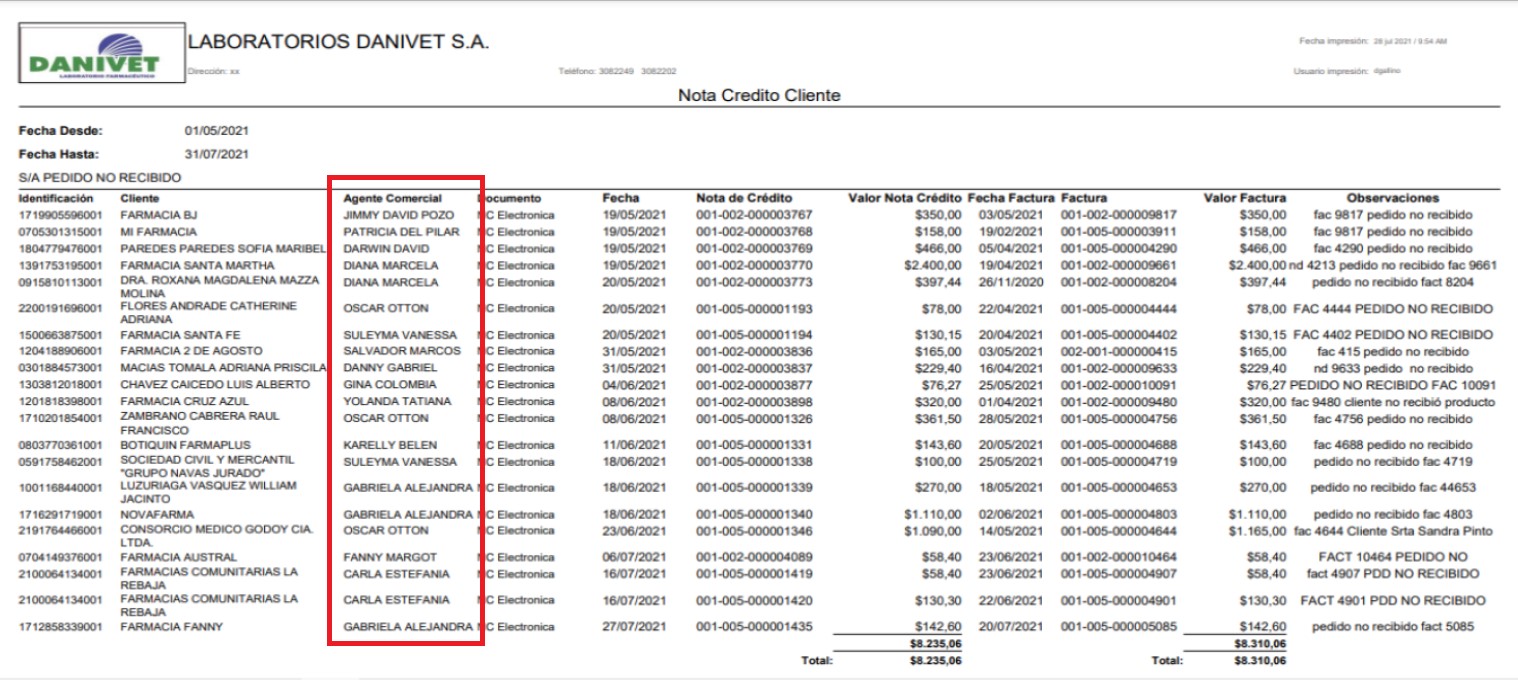 DANIVET
LABORATORIO FARMACÉUTICO
LABORATORIOS DANIVET S.A.
Fecha impresión: 28 jul 2021 / 9:54 AM
Dirección: xx Teléfono: 3082249 3082202 Usuario impresión: dgallino
Nota Credito Cliente
Fecha Desde: 01/05/2021
Fecha Hasta: 31/07/2021
S/A PEDIDO NO RECIBIDO
Identificación Cliente Agente Comercial ocumento Fecha Nota de Crédito Valor Nota Crédito Fecha Factura Factura Valor Factura Observaciones
1719905596001 FARMACIA BJ JIMMY DAVID POZO NC Electronica 19/05/2021 001-002-000003767 $350,00 03/05/2021 001-002-000009817 $350,00 fac 9817 pedido no recibido
0705301315001 MI FARMACIA PATRICIA DEL PILAR NC Electronica 19/05/2021 001-002-000003768 $158,00 19/02/2021 001-005-000003911 $158,00 fac 9817 pedido no recibido
1804779476001 PAREDES PAREDES SOFIA MARIBEL DARWIN DAVID NC Electronica 19/05/2021 001-002-000003769 $466,00 05/04/2021 001-005-000004290 $466,00 fac 4290 pedido no recibido
1391753195001 FARMACIA SANTA MARTHA DIANA MARCELA NC Electronica 19/05/2021 001-002-000003770 $2.400,00 19/04/2021 001-002-000009661 $2.400,00 nd 4213 pedido no recibido fac 9661
0915810113001 DRA. ROXANA MAGDALENA MAZZA DIANA MARCELA NC Electronica 20/05/2021 001-002-000003773 $397,44 26/11/2020 001-002-000008204 $397,44 pedido no recibido fact 8204
MOLINA
2200191696001 FLORES ANDRADE CATHERINE OSCAR OTTON NC Electronica 20/05/2021 001-005-000001193 $78,00 22/04/2021 001-005-000004444 $78,00 FAC 4444 PEDIDO NO RECIBIDO
ADRIANA
1500663875001 FARMACIA SANTA FE SULEYMA VANESSA NC Electronica 20/05/2021 001-005-000001194 $130,15 20/04/2021 001-005-000004402 $130,15 FAC 4402 PEDIDO NO RECIBIDO
1204188906001 FARMACIA 2 DE AGOSTO SALVADOR MARCOS NC Electronica 31/05/2021 001-002-000003836 $165,00 03/05/2021 002-001-000000415 $165,00 fac 415 pedido no recibido
0301884573001 MACIAS TOMALA ADRIANA PRISCILA DANNY GABRIEL NC Electronica 31/05/2021 001-002-000003837 $229,40 16/04/2021 001-002-000009633 $229,40 nd 9633 pedido no recibido
1303812018001 CHAVEZ CAICEDO LUIS ALBERTO GINA COLOMBIA NC Electronica 04/06/2021 001-002-000003877 $76,27 25/05/2021 001-002-000010091 $76,27 PEDIDO NO RECIBIDO FAC 10091
1201818398001 FARMACIA CRUZ AZUL YOLANDA TATIANA NC Electronica 08/06/2021 001-002-000003898 $320,00 01/04/2021 001-002-000009480 $320,00 fac 9480 cliente no recibió producto
1710201854001 ZAMBRANO CABRERA RAUL OSCAR OTTON NC Electronica 08/06/2021 001-005-000001326 $361,50 28/05/2021 001-005-000004756 $361,50 fac 4756 pedido no recibido
FRANCISCO
0803770361001 BOTIQUIN FARMAPLUS KARELLY BELEN NC Electronica 11/06/2021 001-005-000001331 $143,60 20/05/2021 001-005-000004688 $143,60 fac 4688 pedido no recibido
0591758462001 SOCIEDAD CIVIL Y MERCANTIL SULEYMA VANESSA NC Electronica 18/06/2021 001-005-000001338 $100,00 25/05/2021 001-005-000004719 $100,00 pedido no recibido fac 4719
"GRUPO NAVAS JURADO"
1001168440001 LUZURIAGA VASQUEZ WILLIAM GABRIELA ALEJANDRA NC Electronica 18/06/2021 001-005-000001339 $270,00 18/05/2021 001-005-000004653 $270,00 pedido no recibido fac 44653
JACINTO
1716291719001 NOVAFARMA GABRIELA ALEJANDRA NC Electronica 18/06/2021 001-005-000001340 $1.110,00 02/06/2021 001-005-000004803 $1.110,00 pedido no recibido fac 4803
2191764466001 CONSORCIO MEDICO GODOY CIA. OSCAR OTTON NC Electronica 23/06/2021 001-005-000001346 $1.090,00 14/05/2021 001-005-000004644 $1.165,00 fac 4644 Cliente Srta Sandra Pinto
LTDA.
0704149376001 FARMACIA AUSTRAL FANNY MARGOT NC Electronica 06/07/2021 001-002-000004089 $58,40 23/06/2021 001-002-000010464 $58,40 FACT 10464 PEDIDO NO
2100064134001 FARMACIAS COMUNITARIAS LA CARLA ESTEFANIA NC Electronica 16/07/2021 001-005-000001419 $58,40 23/06/2021 001-005-000004907 $58,40 fact 4907 PDD NO RECIBIDO
REBAJA
2100064134001 FARMACIAS COMUNITARIAS LA CARLA ESTEFANIA NC Electronica 16/07/2021 001-005-000001420 $130,30 22/06/2021 001-005-000004901 $130,30 FACT 4901 PDD NO RECIBIDO
REBAJA
1712858339001 FARMACIA FANNY GABRIELA ALEJANDRA NC Electronica 27/07/2021 001-005-000001435 $142,60 20/07/2021 001-005-000005085 $142,60 pedido no recibido fact 5085
$8.235,06 $8.310,06
Total: $8.235,06 Total: $8.310,06